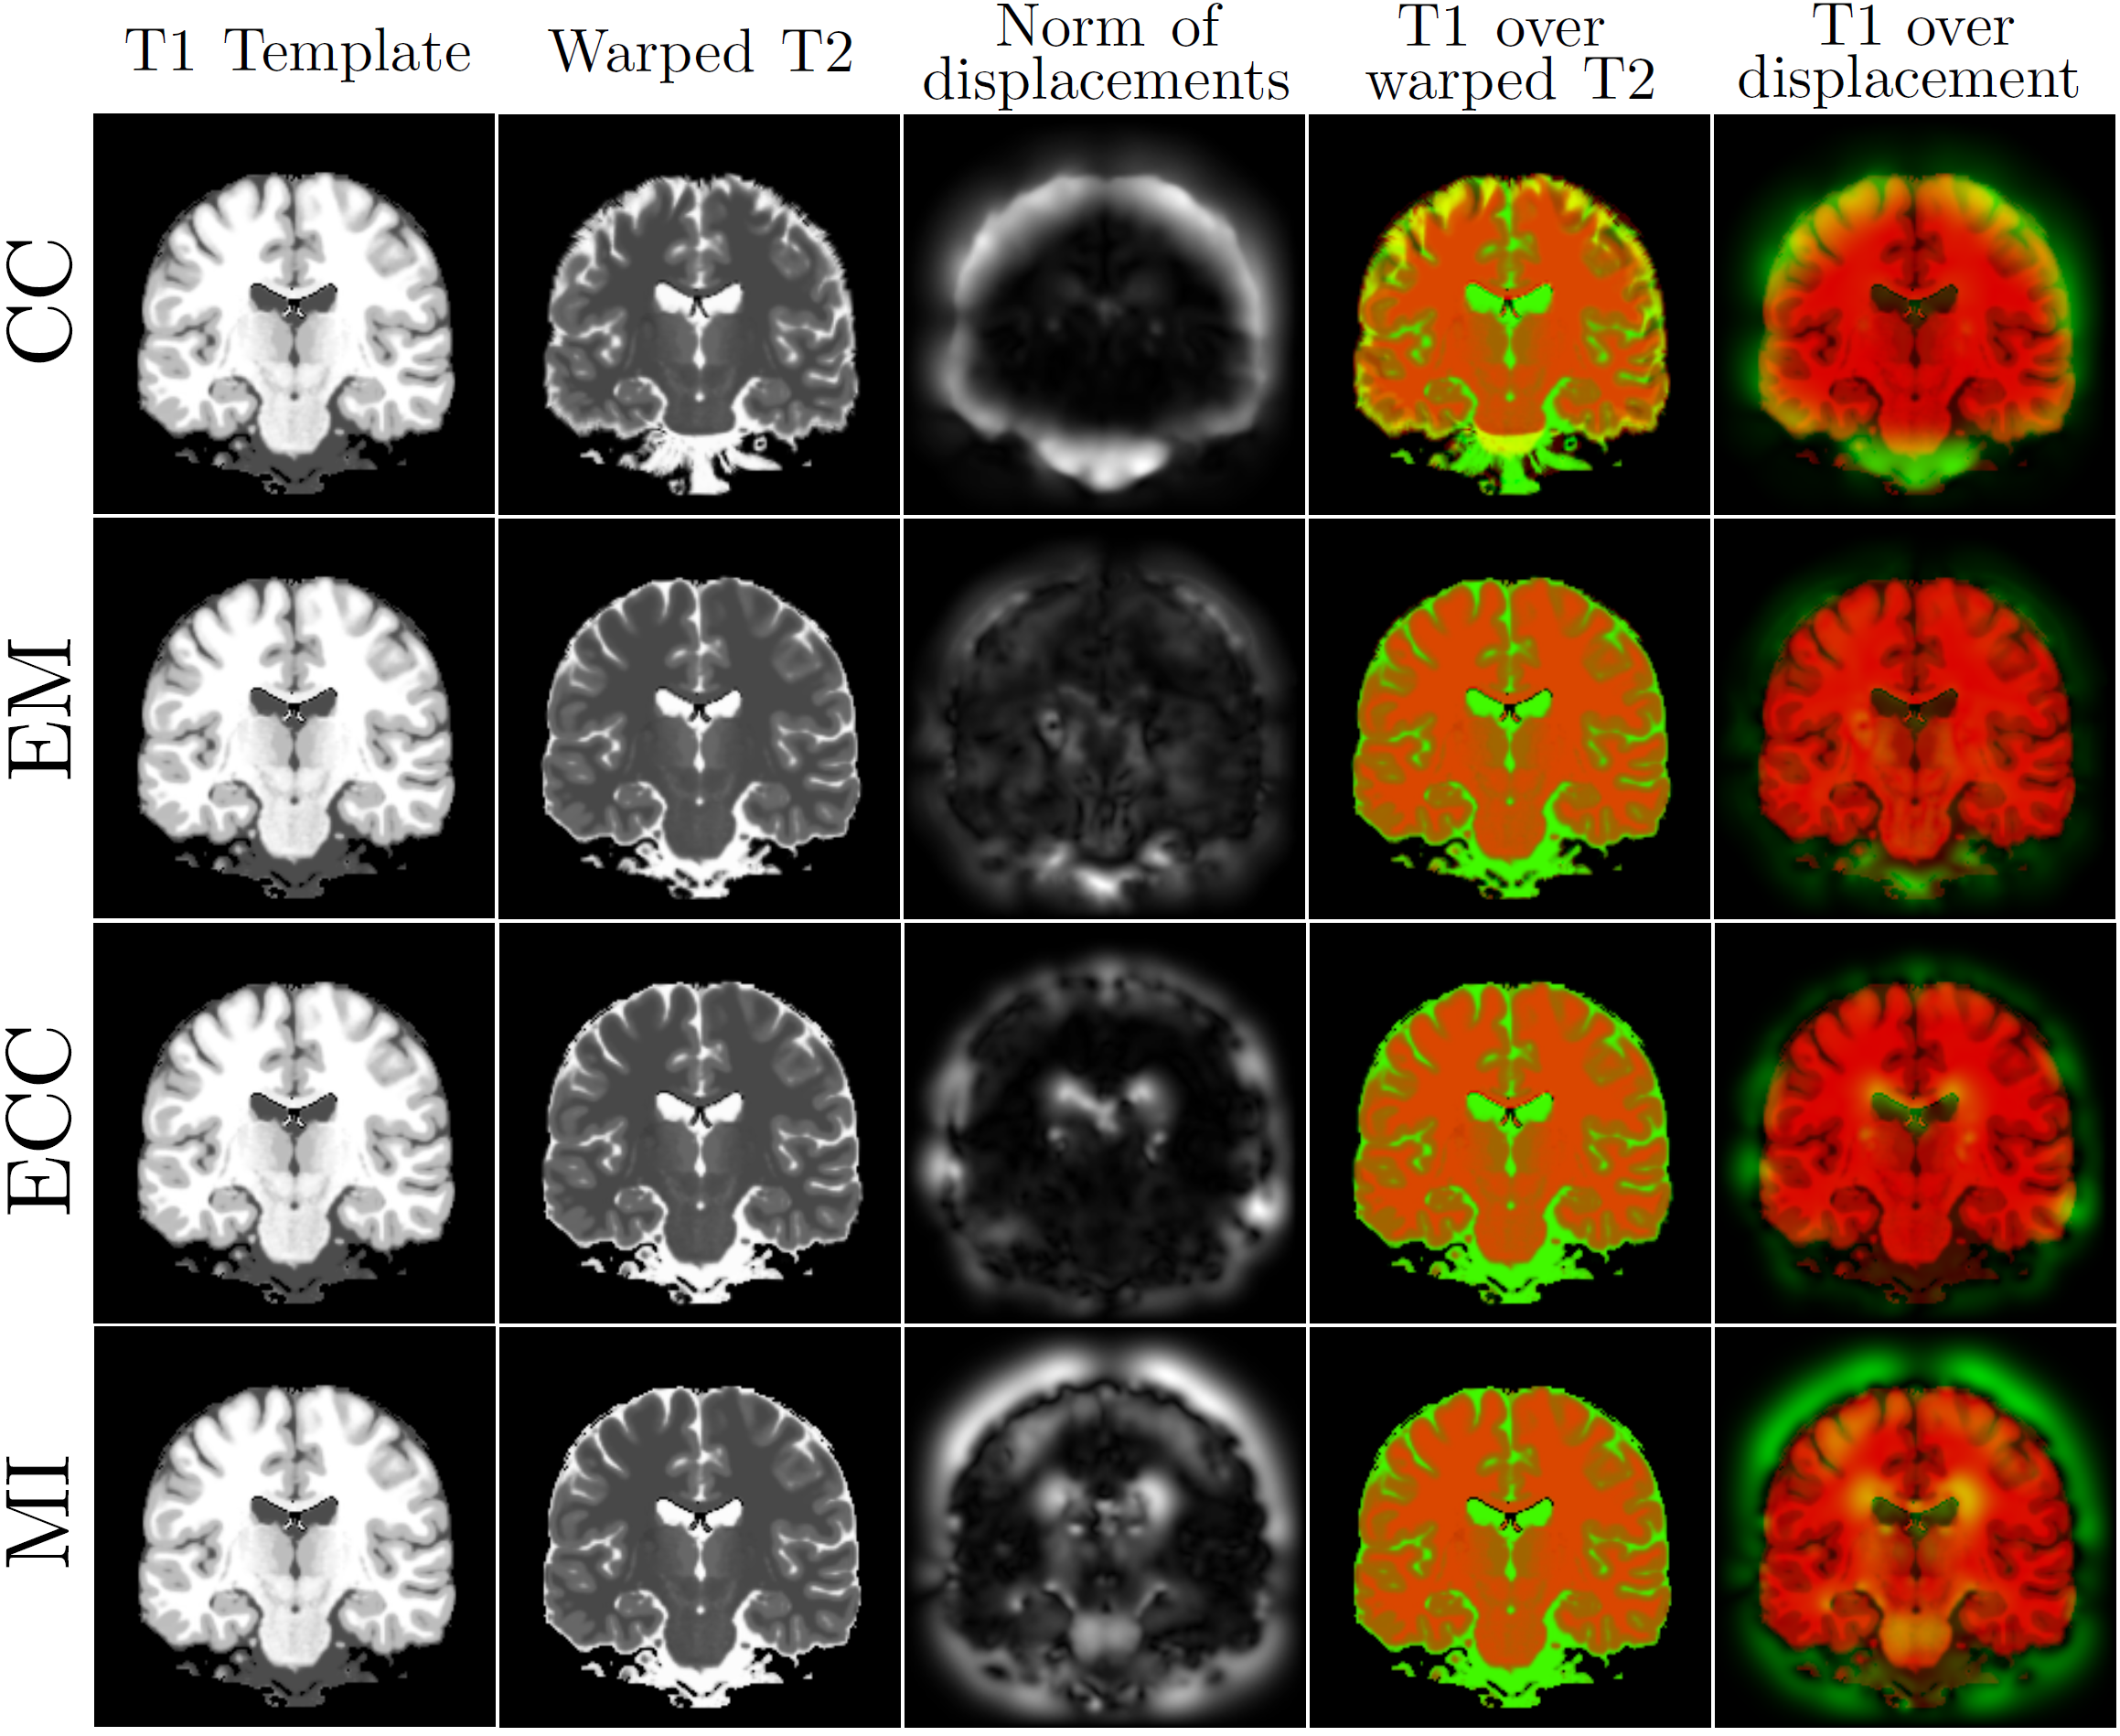 T1 Template
Warped T2
Norm of
displacements
T1 over
warped T2
T1 over
displacement
CC
EM
ECC
MI